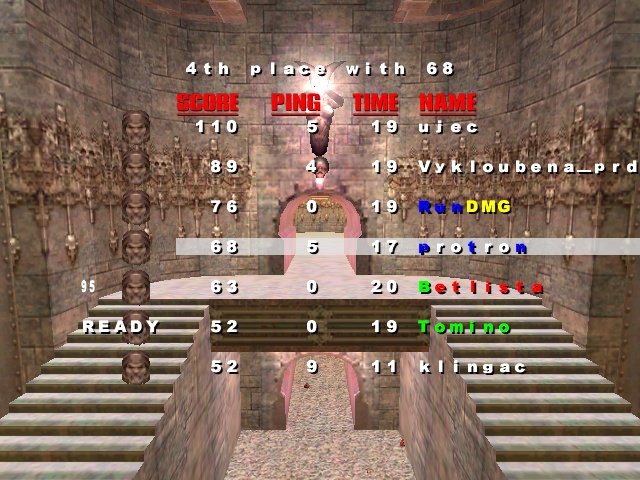 4th place with 68
SCORE PING TIME NAME
110 5 19 ujec
89 4 19 Vykloubena_prd
76 0 19 RunDMG
68 5 17 protron
95 63 0 20 Betlista
READY 52 0 19 Tomino
52 9 11 klingac